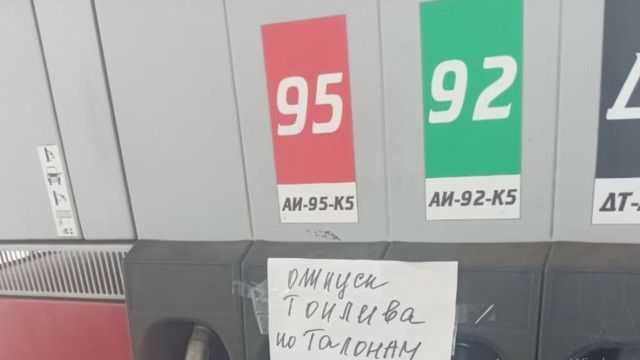 95
92
АИ-95-К5
АИ-92-К5
ДТ-
отпуск
топлива
по талонам